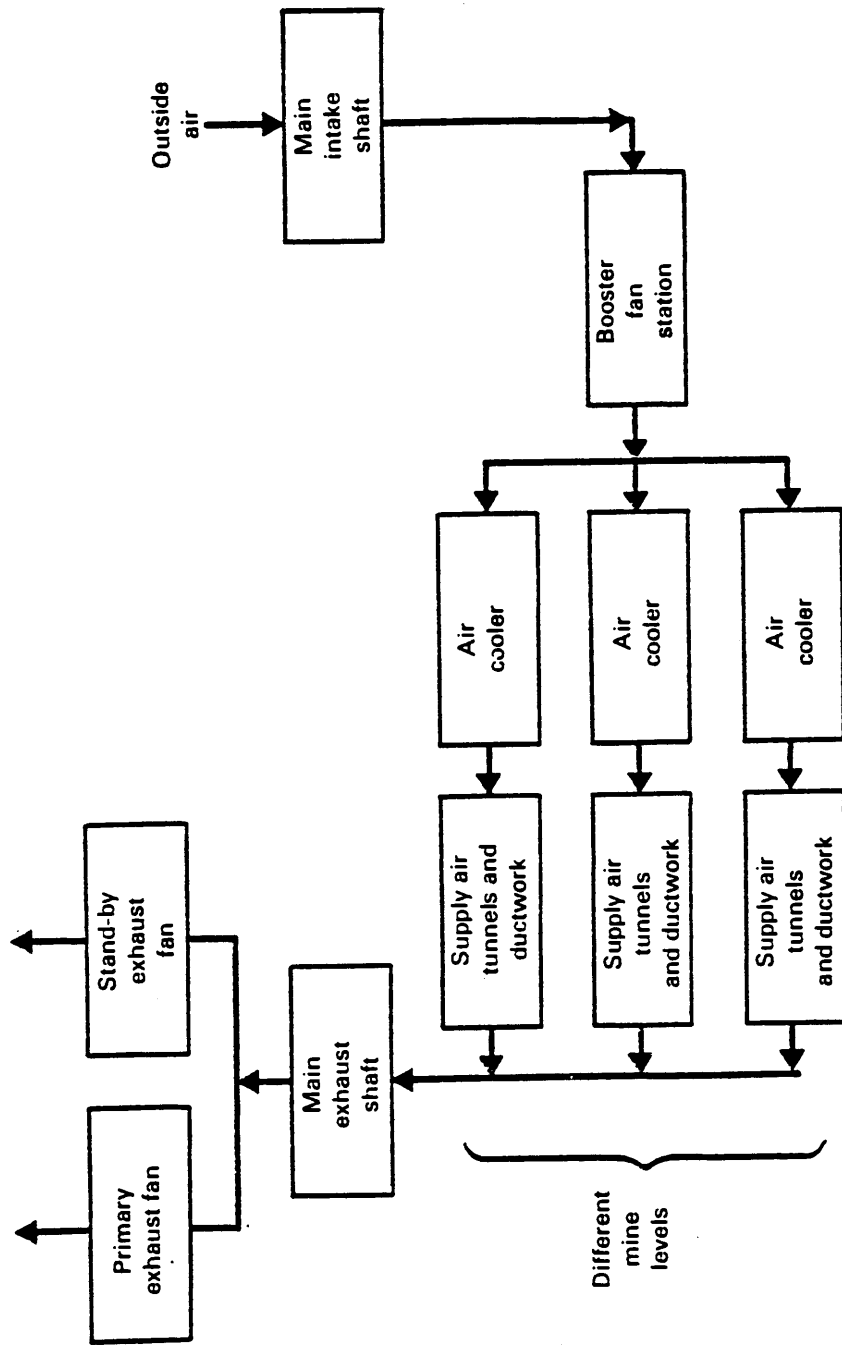 Primary
exhaust fan
Stand-by
exhaust
fan
Outside
air
Main
exhaust
shaft
Main
intake
shaft
Different
mine
levels
Supply air
tunnels and
ductwork
Air
cooler
Supply air
tunnels
and ductwork
Air
cooler
Booster
fan
station
Supply air
tunnels
and ductwork
Air
cooler